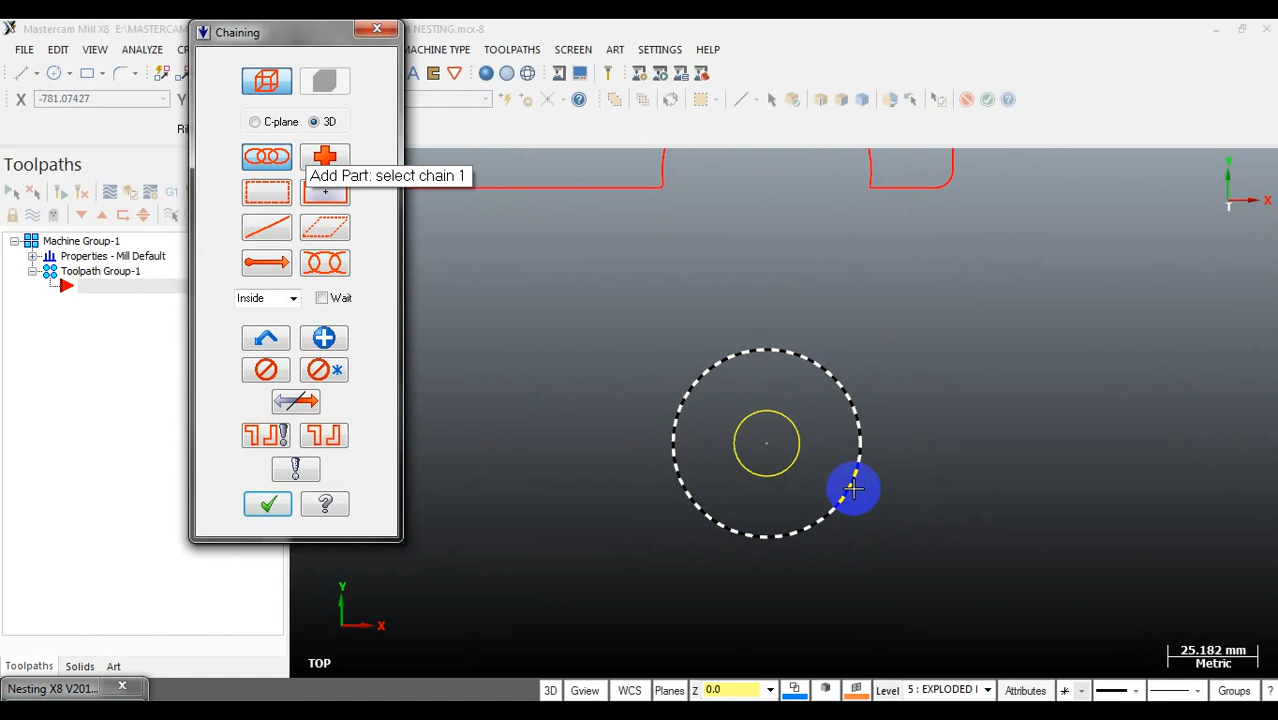 Mastercam Mill X8 E:\MASTERCAM
NESTING.mcx-8
FILE EDIT VIEW ANALYZE
MACHINE TYPE TOOLPATHS SCREEN ART SETTINGS HELP
Chaining
X -781.07427 Y
C-plane 3D
Add Part: select chain 1
Toolpaths
G1
Machine Group-1
Properties - Mill Default
Toolpath Group-1
Inside Wait
Y
X
T
Y
X
TOP
25.182 mm
Metric
Toolpaths Solids Art
Nesting X8 V201...
3D Gview WCS Planes Z 0.0 Level 5 : EXPLODED I Attributes Groups ?